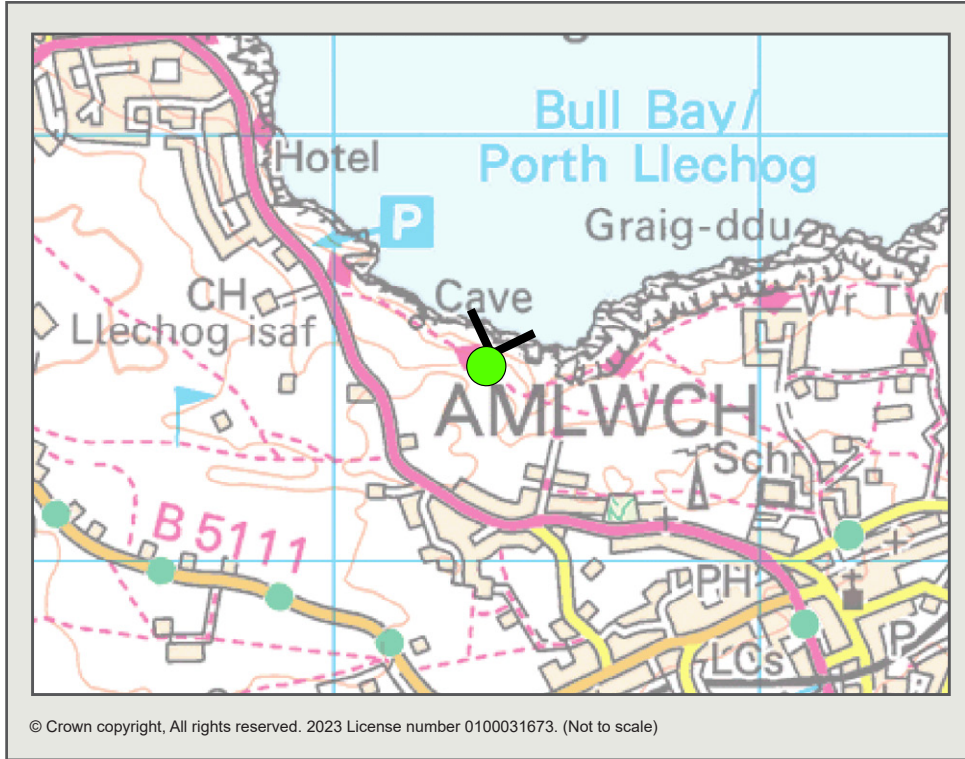 Bull Bay/
Porth Llechog
Hotel
P
Graig-ddu
Cave
CH
Llechog isaf
Wr Twr
AMLWCH
Sch
B 5111
PH
LCs
P
© Crown copyright, All rights reserved. 2023 License number 0100031673. (Not to scale)